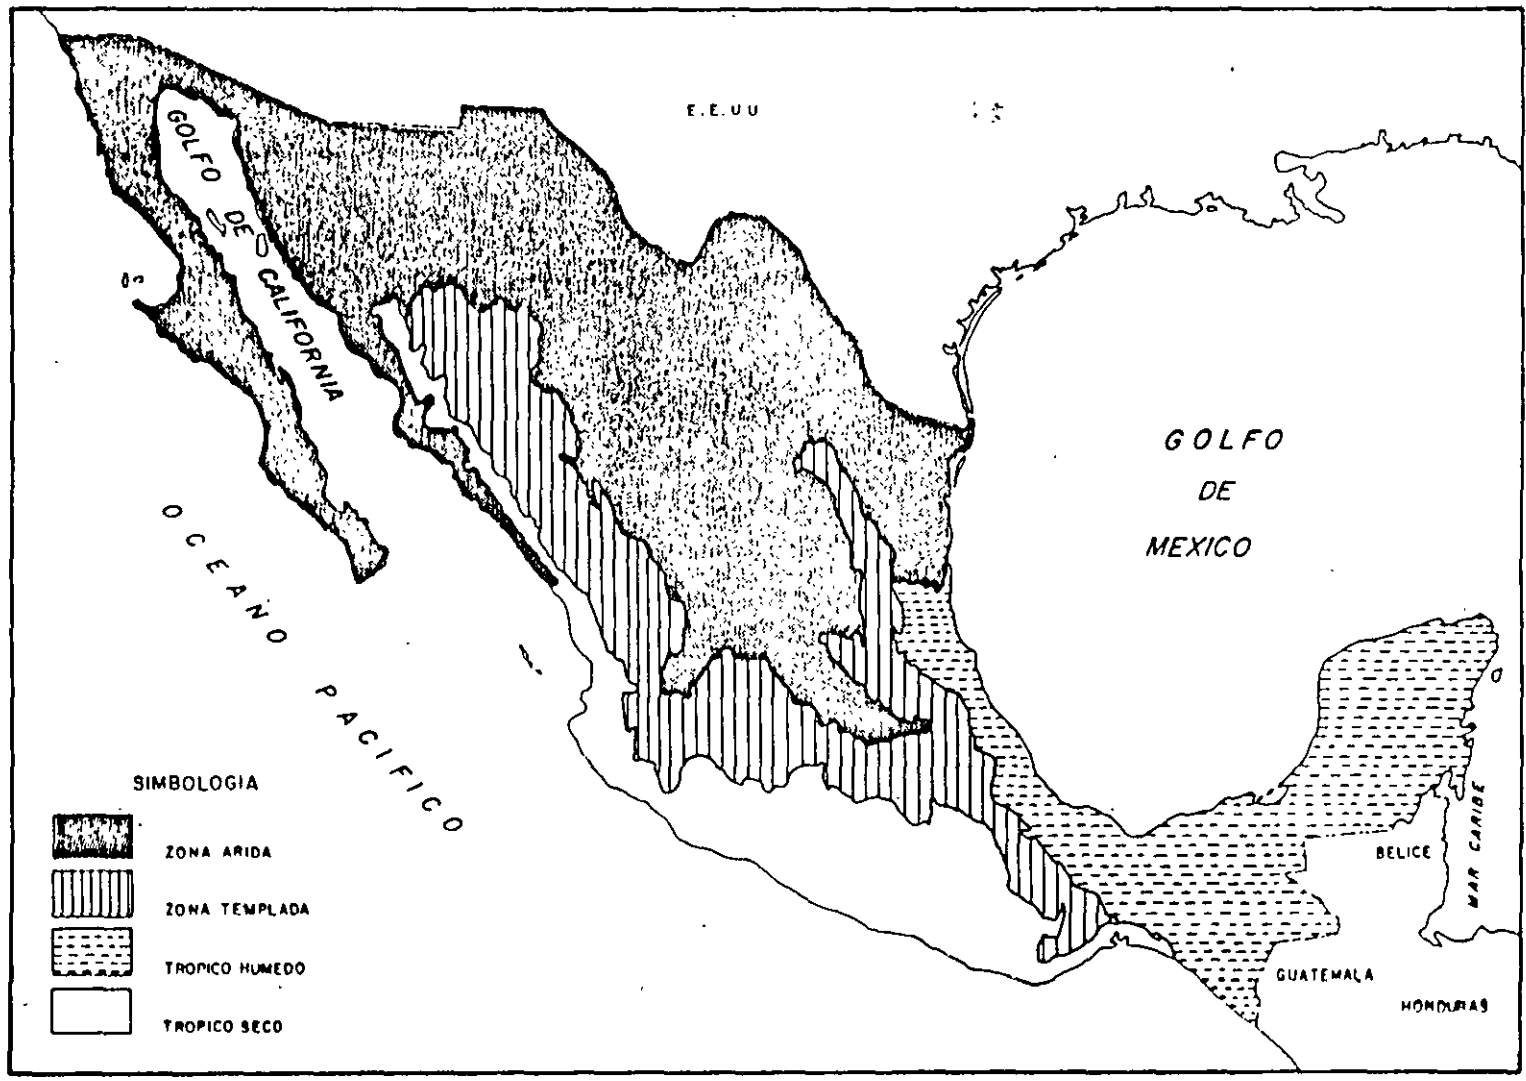 E.E.U U
GOLFO
DE
CALIFORNIA
GOLFO
DE
MEXICO
OCEANO
PACIFICO
SIMBOLOGIA
ZONA ARIDA
ZONA TEMPLADA
TROPICO HUMEDO
TROPICO SECO
BELICE
MAR CARIBE
GUATEMALA
HONDURAS